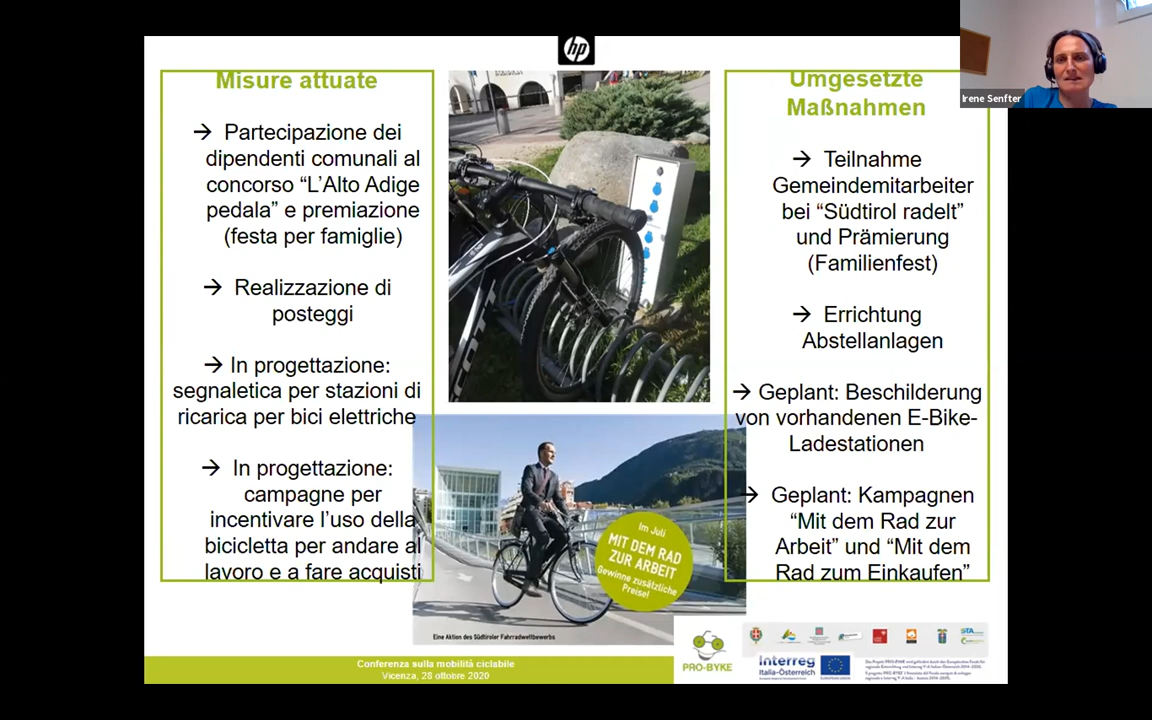 hp
Irene Senfter
Misure attuate
→ Partecipazione dei
dipendenti comunali al
concorso “L’Alto Adige
pedala” e premiazione
(festa per famiglie)
→ Realizzazione di
posteggi
→ In progettazione:
segnaletica per stazioni di
ricarica per bici elettriche
→ In progettazione:
campagne per
incentivare l’uso della
bicicletta per andare al
lavoro e a fare acquisti
Umgesetzte
Maßnahmen
→ Teilnahme
Gemeindemitarbeiter
bei “Südtirol radelt”
und Prämierung
(Familienfest)
→ Errichtung
Abstellanlagen
→ Geplant: Beschilderung
von vorhandenen E-Bike-
Ladestationen
→ Geplant: Kampagnen
“Mit dem Rad zur
Arbeit” und “Mit dem
Rad zum Einkaufen”
Im Juli
MIT DEM RAD
ZUR ARBEIT
Gewinne zusätzliche
Preise!
Eine Aktion des Südtiroler Fahrradwettbewerbs
Conferenza sulla mobilità ciclabile
Vicenza, 28 ottobre 2020
PRO-BYKE
STA
Interreg
Italia-Österreich